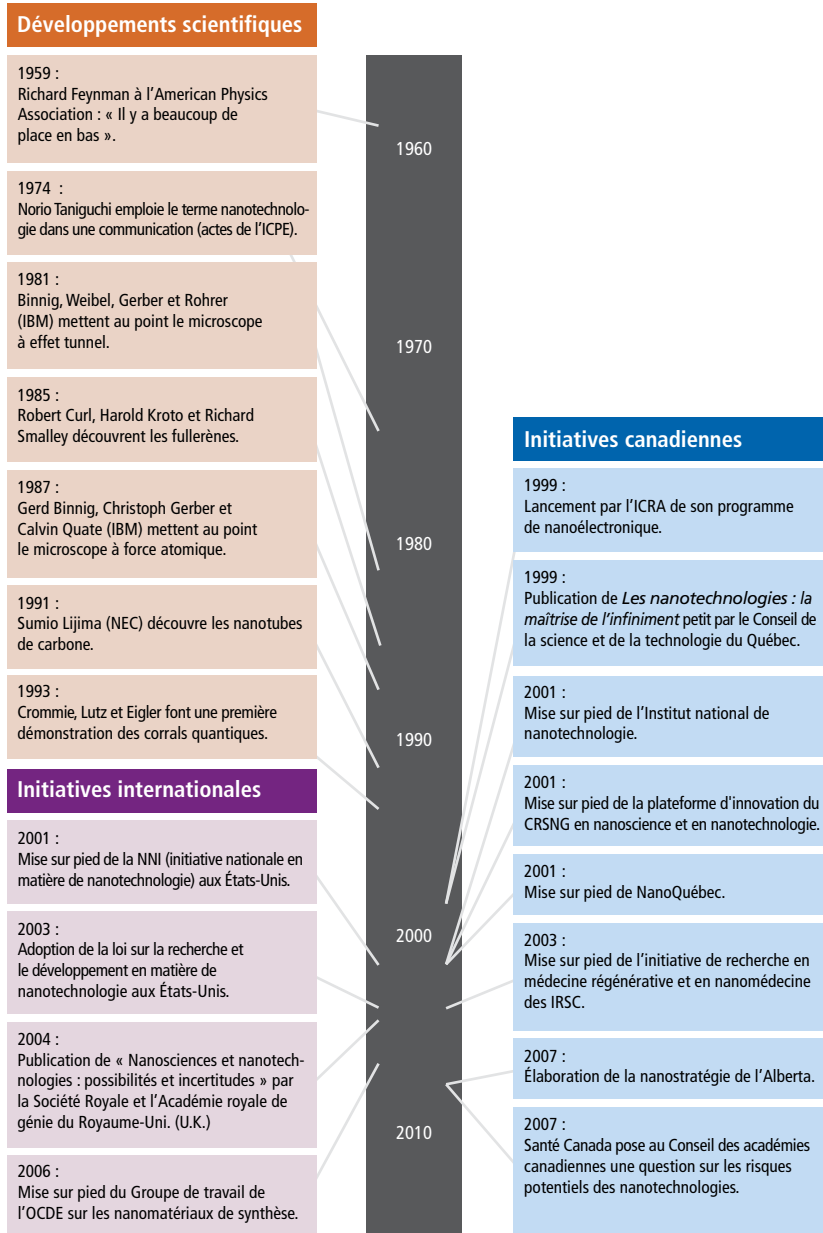 Développements scientifiques
1959 :
Richard Feynman à l'American Physics
Association : « Il y a beaucoup de
place en bas ».
1974 :
Norio Taniguchi emploie le terme nanotechnolo-
gie dans une communication (actes de l'ICPE).
1981 :
Binnig, Weibel, Gerber et Rohrer
(IBM) mettent au point le microscope
à effet tunnel.
1985 :
Robert Curl, Harold Kroto et Richard
Smalley découvrent les fullerènes.
1987 :
Gerd Binnig, Christoph Gerber et
Calvin Quate (IBM) mettent au point
le microscope à force atomique.
1991 :
Sumio Lijima (NEC) découvre les nanotubes
de carbone.
1993 :
Crommie, Lutz et Eigler font une première
démonstration des corrals quantiques.
Initiatives internationales
2001 :
Mise sur pied de la NNI (initiative nationale en
matière de nanotechnologie) aux États-Unis.
2003 :
Adoption de la loi sur la recherche et
le développement en matière de
nanotechnologie aux États-Unis.
2004 :
Publication de « Nanosciences et nanotech-
nologies : possibilités et incertitudes » par
la Société Royale et l'Académie royale de
génie du Royaume-Uni. (U.K.)
2006 :
Mise sur pied du Groupe de travail de
l'OCDE sur les nanomatériaux de synthèse.
1960
1970
1980
1990
2000
2010
Initiatives canadiennes
1999 :
Lancement par l'ICRA de son programme
de nanoélectronique.
1999 :
Publication de Les nanotechnologies : la
maîtrise de l'infiniment petit par le Conseil de
la science et de la technologie du Québec.
2001 :
Mise sur pied de l'Institut national de
nanotechnologie.
2001 :
Mise sur pied de la plateforme d'innovation du
CRSNG en nanoscience et en nanotechnologie.
2001 :
Mise sur pied de NanoQuébec.
2003 :
Mise sur pied de l'initiative de recherche en
médecine régénérative et en nanomédecine
des IRSC.
2007 :
Élaboration de la nanostratégie de l'Alberta.
2007 :
Santé Canada pose au Conseil des académies
canadiennes une question sur les risques
potentiels des nanotechnologies.